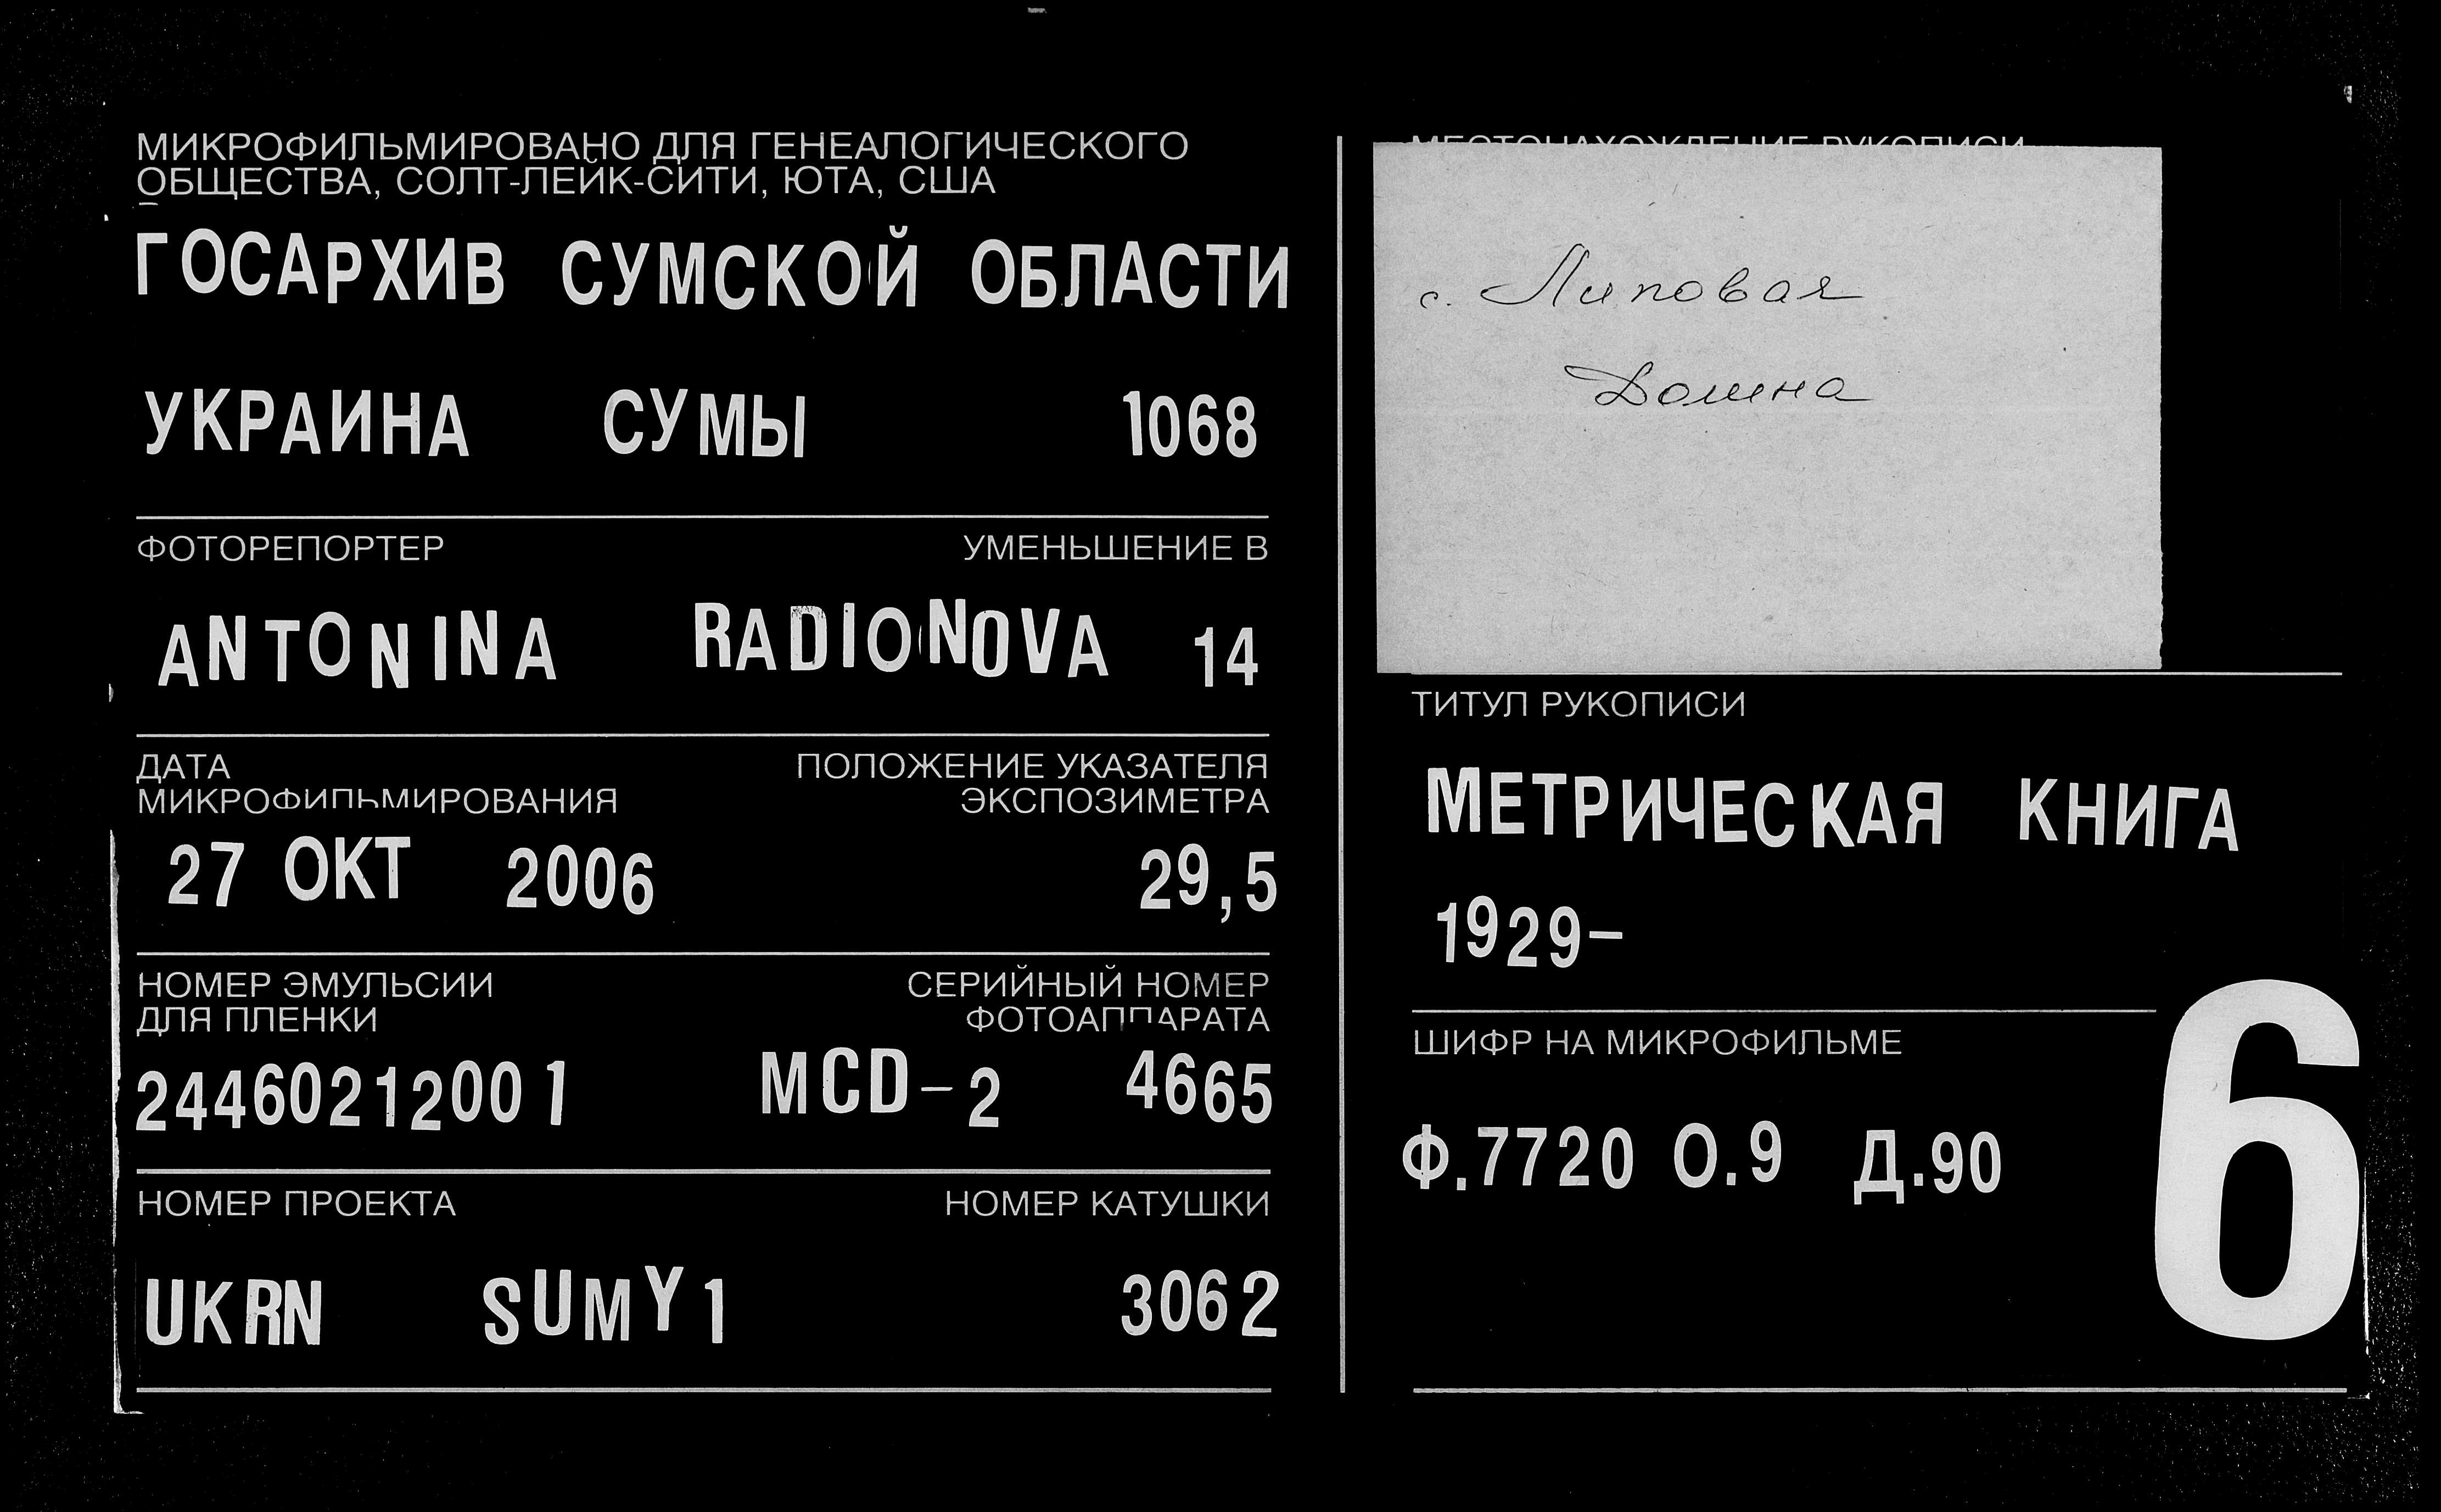 МИКРОФИЛЬМИРОВАНО ДЛЯ ГЕНЕАЛОГИЧЕСКОГО
ОБЩЕСТВА, СОЛТ-ЛЕЙК-СИТИ, ЮТА, США
ГОСАРХИВ СУМСКОЙ ОБЛАСТИ
УКРАИНА СУМЫ 1068
ФОТОРЕПОРТЕР УМЕНЬШЕНИЕ В
ANTONINA RADIONOVA 14
ДАТА
МИКРОФИЛЬМИРОВАНИЯ
ПОЛОЖЕНИЕ УКАЗАТЕЛЯ
ЭКСПОЗИМЕТРА
27 ОКТ 2006 29,5
НОМЕР ЭМУЛЬСИИ
ДЛЯ ПЛЕНКИ
СЕРИЙНЫЙ НОМЕР
ФОТОАППАРАТА
24460212001 MCD-2 4665
НОМЕР ПРОЕКТА НОМЕР КАТУШКИ
UKRN SUMY1 3062
МЕСТОНАХОЖДЕНИЕ РУКОПИСИ
с. Липовая
Долина
ТИТУЛ РУКОПИСИ
МЕТРИЧЕСКАЯ КНИГА
1929-
ШИФР НА МИКРОФИЛЬМЕ
Ф.7720 О.9 Д.90
6